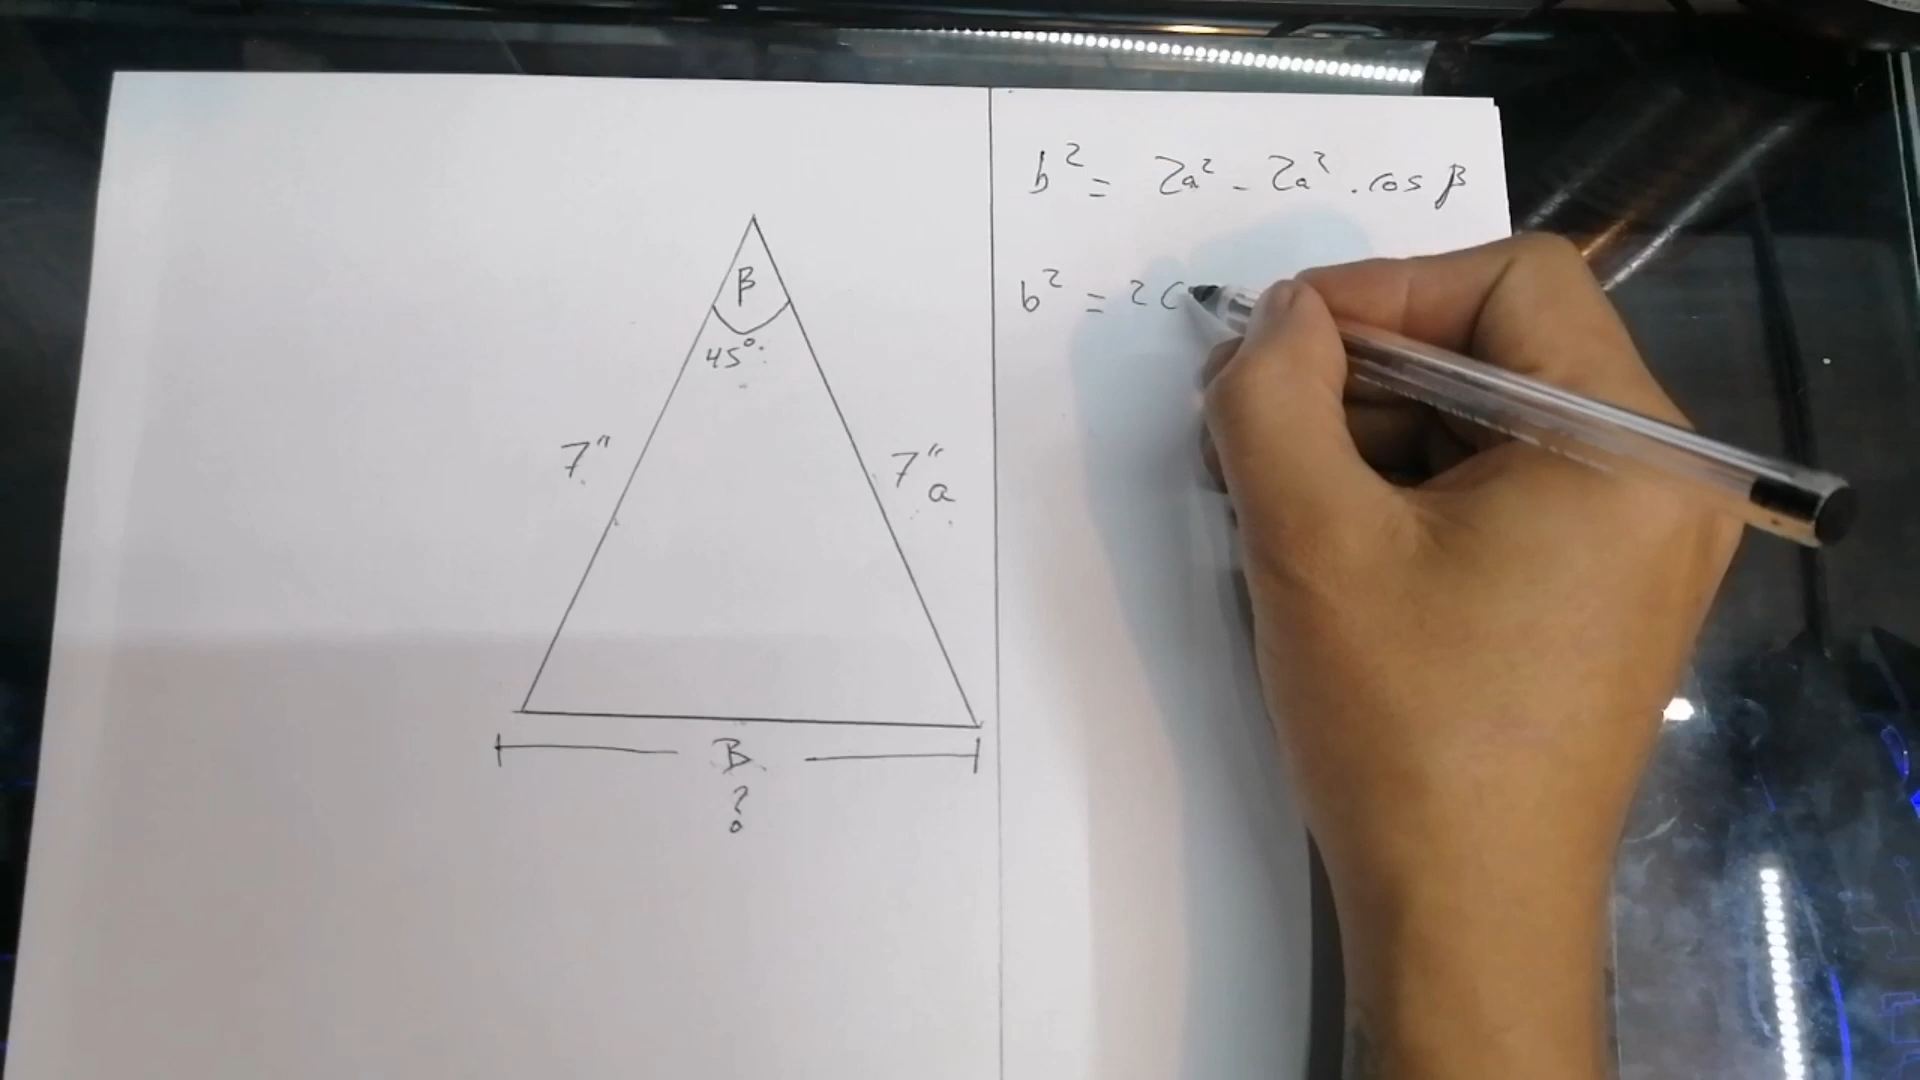 b² = 2a² - 2a² . cos β
b² = 2(
β
45°
7"
7"
a
B
?